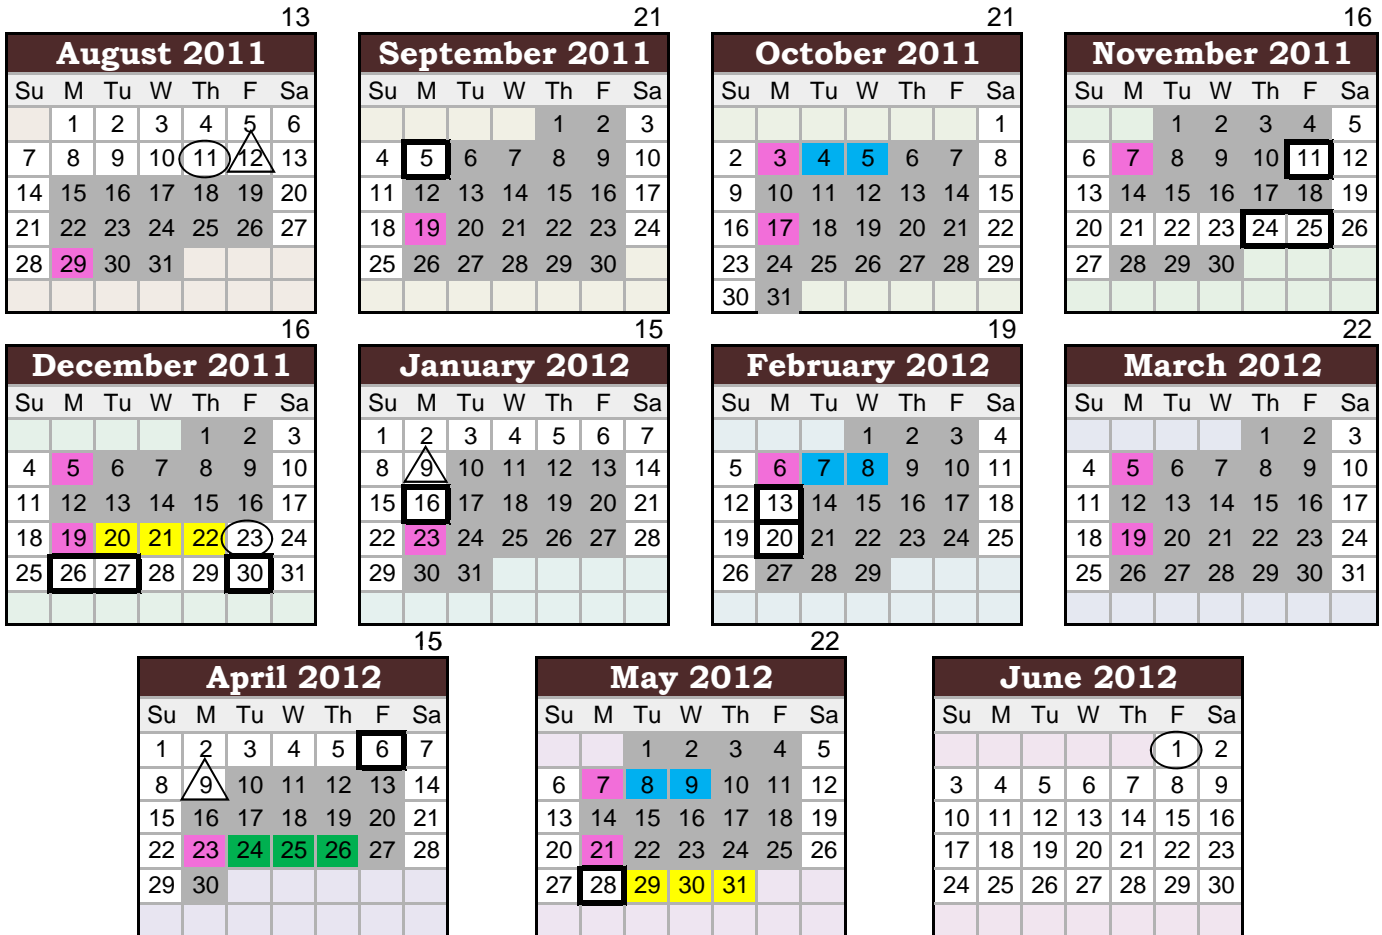 13 21 21 16
August 2011 September 2011 October 2011 November 2011
Su M Tu W Th F Sa Su M Tu W Th F Sa Su M Tu W Th F Sa Su M Tu W Th F Sa
1 2 3 4 5 6 1 2 3 1 1 2 3 4 5
7 8 9 10 11 12 13 4 5 6 7 8 9 10 2 3 4 5 6 7 8 6 7 8 9 10 11 12
14 15 16 17 18 19 20 11 12 13 14 15 16 17 9 10 11 12 13 14 15 13 14 15 16 17 18 19
21 22 23 24 25 26 27 18 19 20 21 22 23 24 16 17 18 19 20 21 22 20 21 22 23 24 25 26
28 29 30 31 25 26 27 28 29 30 23 24 25 26 27 28 29 27 28 29 30
30 31
16 15 19 22
December 2011 January 2012 February 2012 March 2012
Su M Tu W Th F Sa Su M Tu W Th F Sa Su M Tu W Th F Sa Su M Tu W Th F Sa
1 2 3 1 2 3 4 5 6 7 1 2 3 4 1 2 3
4 5 6 7 8 9 10 8 9 10 11 12 13 14 5 6 7 8 9 10 11 4 5 6 7 8 9 10
11 12 13 14 15 16 17 15 16 17 18 19 20 21 12 13 14 15 16 17 18 11 12 13 14 15 16 17
18 19 20 21 22 23 24 22 23 24 25 26 27 28 19 20 21 22 23 24 25 18 19 20 21 22 23 24
25 26 27 28 29 30 31 29 30 31 26 27 28 29 25 26 27 28 29 30 31
15 22
April 2012 May 2012 June 2012
Su M Tu W Th F Sa Su M Tu W Th F Sa Su M Tu W Th F Sa
1 2 3 4 5 6 7 1 2 3 4 5 1 2
8 9 10 11 12 13 14 6 7 8 9 10 11 12 3 4 5 6 7 8 9
15 16 17 18 19 20 21 13 14 15 16 17 18 19 10 11 12 13 14 15 16
22 23 24 25 26 27 28 20 21 22 23 24 25 26 17 18 19 20 21 22 23
29 30 27 28 29 30 31 24 25 26 27 28 29 30